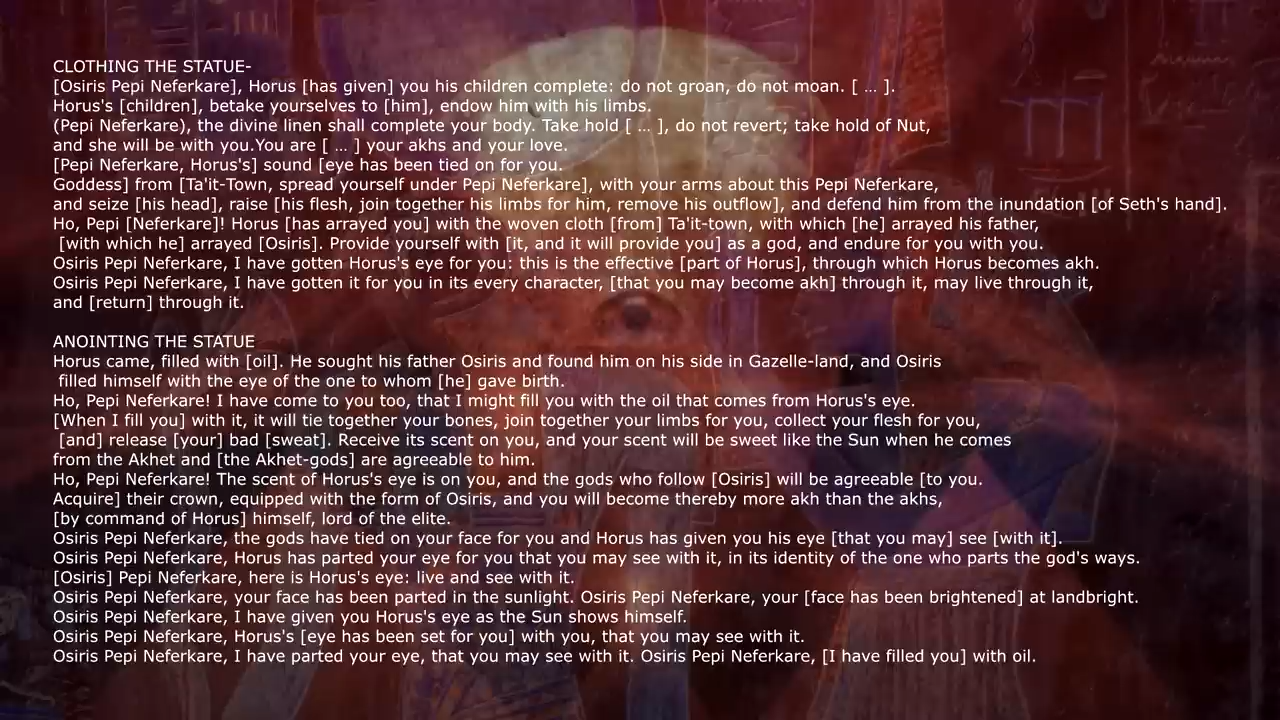 CLOTHING THE STATUE-
[Osiris Pepi Neferkare], Horus [has given] you his children complete: do not groan, do not moan. [ ... ].
Horus's [children], betake yourselves to [him], endow him with his limbs.
(Pepi Neferkare), the divine linen shall complete your body. Take hold [ ... ], do not revert; take hold of Nut,
and she will be with you.You are [ ... ] your akhs and your love.
[Pepi Neferkare, Horus's] sound [eye has been tied on for you.
Goddess] from [Ta'it-Town, spread yourself under Pepi Neferkare], with your arms about this Pepi Neferkare,
and seize [his head], raise [his flesh, join together his limbs for him, remove his outflow], and defend him from the inundation [of Seth's hand].
Ho, Pepi [Neferkare]! Horus [has arrayed you] with the woven cloth [from] Ta'it-town, with which [he] arrayed his father,
[with which he] arrayed [Osiris]. Provide yourself with [it, and it will provide you] as a god, and endure for you with you.
Osiris Pepi Neferkare, I have gotten Horus's eye for you: this is the effective [part of Horus], through which Horus becomes akh.
Osiris Pepi Neferkare, I have gotten it for you in its every character, [that you may become akh] through it, may live through it,
and [return] through it.
ANOINTING THE STATUE
Horus came, filled with [oil]. He sought his father Osiris and found him on his side in Gazelle-land, and Osiris
filled himself with the eye of the one to whom [he] gave birth.
Ho, Pepi Neferkare! I have come to you too, that I might fill you with the oil that comes from Horus's eye.
[When I fill you] with it, it will tie together your bones, join together your limbs for you, collect your flesh for you,
[and] release [your] bad [sweat]. Receive its scent on you, and your scent will be sweet like the Sun when he comes
from the Akhet and [the Akhet-gods] are agreeable to him.
Ho, Pepi Neferkare! The scent of Horus's eye is on you, and the gods who follow [Osiris] will be agreeable [to you.
Acquire] their crown, equipped with the form of Osiris, and you will become thereby more akh than the akhs,
[by command of Horus] himself, lord of the elite.
Osiris Pepi Neferkare, the gods have tied on your face for you and Horus has given you his eye [that you may] see [with it].
Osiris Pepi Neferkare, Horus has parted your eye for you that you may see with it, in its identity of the one who parts the god's ways.
[Osiris] Pepi Neferkare, here is Horus's eye: live and see with it.
Osiris Pepi Neferkare, your face has been parted in the sunlight. Osiris Pepi Neferkare, your [face has been brightened] at landbright.
Osiris Pepi Neferkare, I have given you Horus's eye as the Sun shows himself.
Osiris Pepi Neferkare, Horus's [eye has been set for you] with you, that you may see with it.
Osiris Pepi Neferkare, I have parted your eye, that you may see with it. Osiris Pepi Neferkare, [I have filled you] with oil.